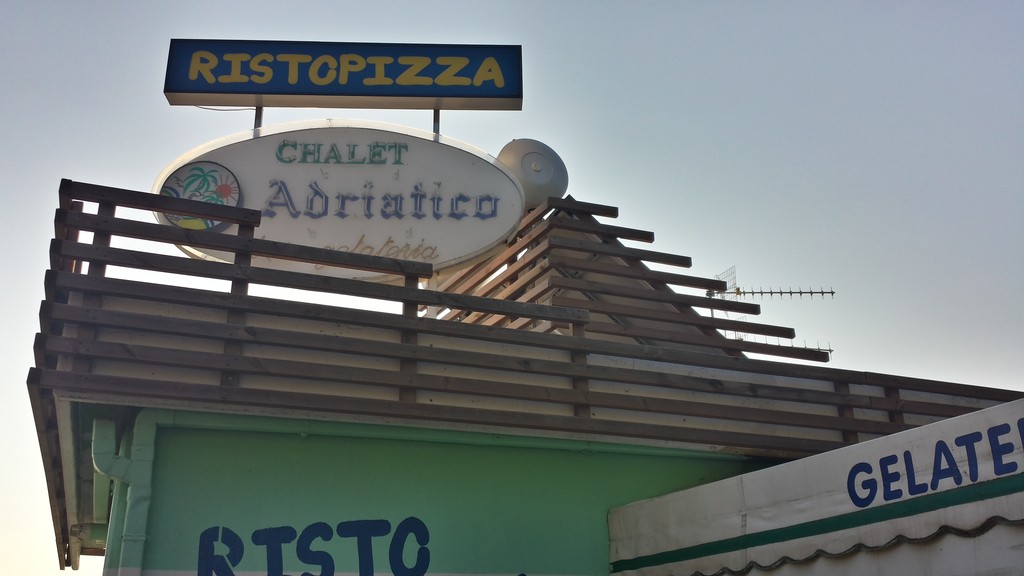 RISTOPIZZA
CHALET
Adriatico
gelateria
RISTO
GELATE